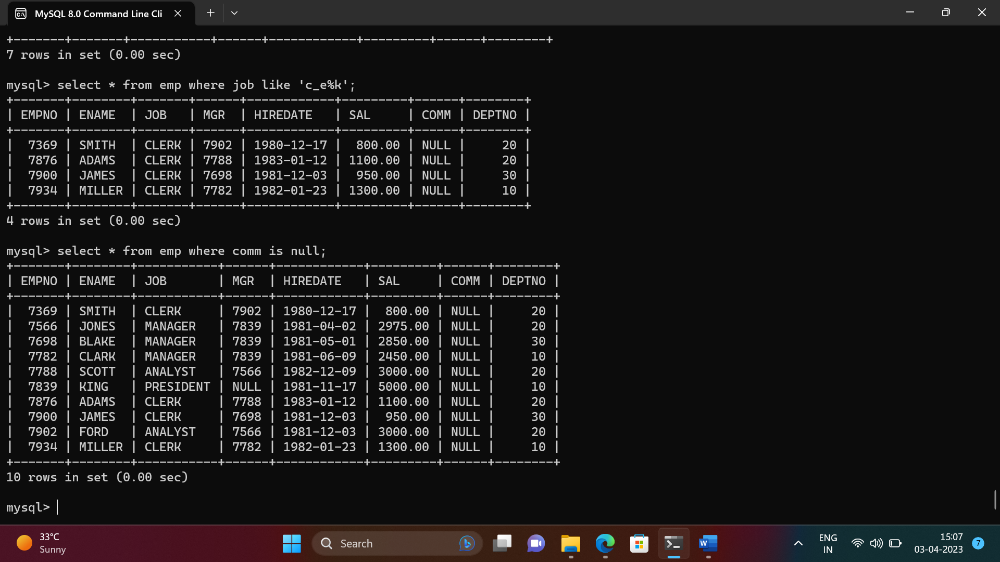 MySQL 8.0 Command Line Cli
+-------+-------+-----------+------+------------+---------+------+--------+
7 rows in set (0.00 sec)
mysql> select * from emp where job like 'c_e%k';
+-------+--------+-------+------+------------+---------+------+--------+
| EMPNO | ENAME  | JOB   | MGR  | HIREDATE   | SAL     | COMM | DEPTNO |
+-------+--------+-------+------+------------+---------+------+--------+
|  7369 | SMITH  | CLERK | 7902 | 1980-12-17 |  800.00 | NULL |     20 |
|  7876 | ADAMS  | CLERK | 7788 | 1983-01-12 | 1100.00 | NULL |     20 |
|  7900 | JAMES  | CLERK | 7698 | 1981-12-03 |  950.00 | NULL |     30 |
|  7934 | MILLER | CLERK | 7782 | 1982-01-23 | 1300.00 | NULL |     10 |
+-------+--------+-------+------+------------+---------+------+--------+
4 rows in set (0.00 sec)
mysql> select * from emp where comm is null;
+-------+--------+-----------+------+------------+---------+------+--------+
| EMPNO | ENAME  | JOB       | MGR  | HIREDATE   | SAL     | COMM | DEPTNO |
+-------+--------+-----------+------+------------+---------+------+--------+
|  7369 | SMITH  | CLERK     | 7902 | 1980-12-17 |  800.00 | NULL |     20 |
|  7566 | JONES  | MANAGER   | 7839 | 1981-04-02 | 2975.00 | NULL |     20 |
|  7698 | BLAKE  | MANAGER   | 7839 | 1981-05-01 | 2850.00 | NULL |     30 |
|  7782 | CLARK  | MANAGER   | 7839 | 1981-06-09 | 2450.00 | NULL |     10 |
|  7788 | SCOTT  | ANALYST   | 7566 | 1982-12-09 | 3000.00 | NULL |     20 |
|  7839 | KING   | PRESIDENT | NULL | 1981-11-17 | 5000.00 | NULL |     10 |
|  7876 | ADAMS  | CLERK     | 7788 | 1983-01-12 | 1100.00 | NULL |     20 |
|  7900 | JAMES  | CLERK     | 7698 | 1981-12-03 |  950.00 | NULL |     30 |
|  7902 | FORD   | ANALYST   | 7566 | 1981-12-03 | 3000.00 | NULL |     20 |
|  7934 | MILLER | CLERK     | 7782 | 1982-01-23 | 1300.00 | NULL |     10 |
+-------+--------+-----------+------+------------+---------+------+--------+
10 rows in set (0.00 sec)
mysql>
33°C
Sunny
Search
W
ENG
IN
15:07
03-04-2023
7